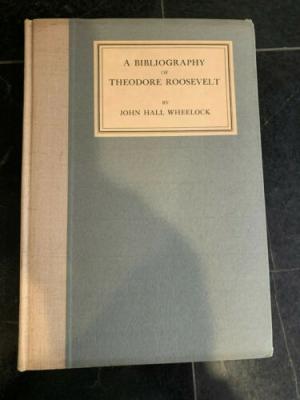 A BIBLIOGRAPHY
OF
THEODORE ROOSEVELT
BY
JOHN HALL WHEELOCK